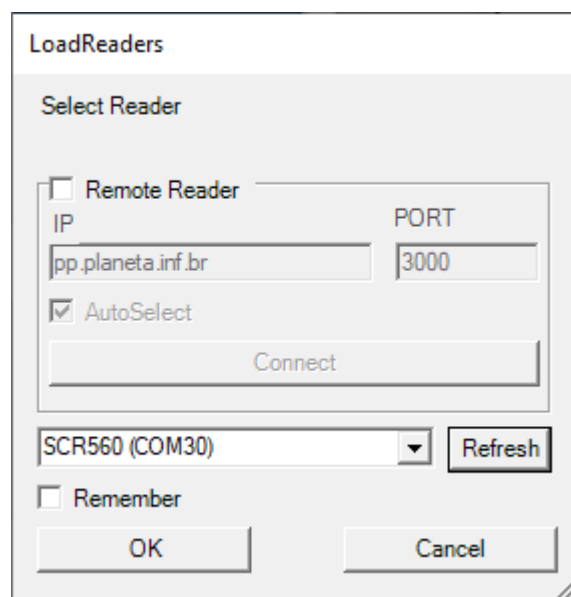 LoadReaders
Select Reader
Remote Reader
IP PORT
pp.planeta.inf.br 3000
AutoSelect
Connect
SCR560 (COM30) Refresh
Remember
OK Cancel